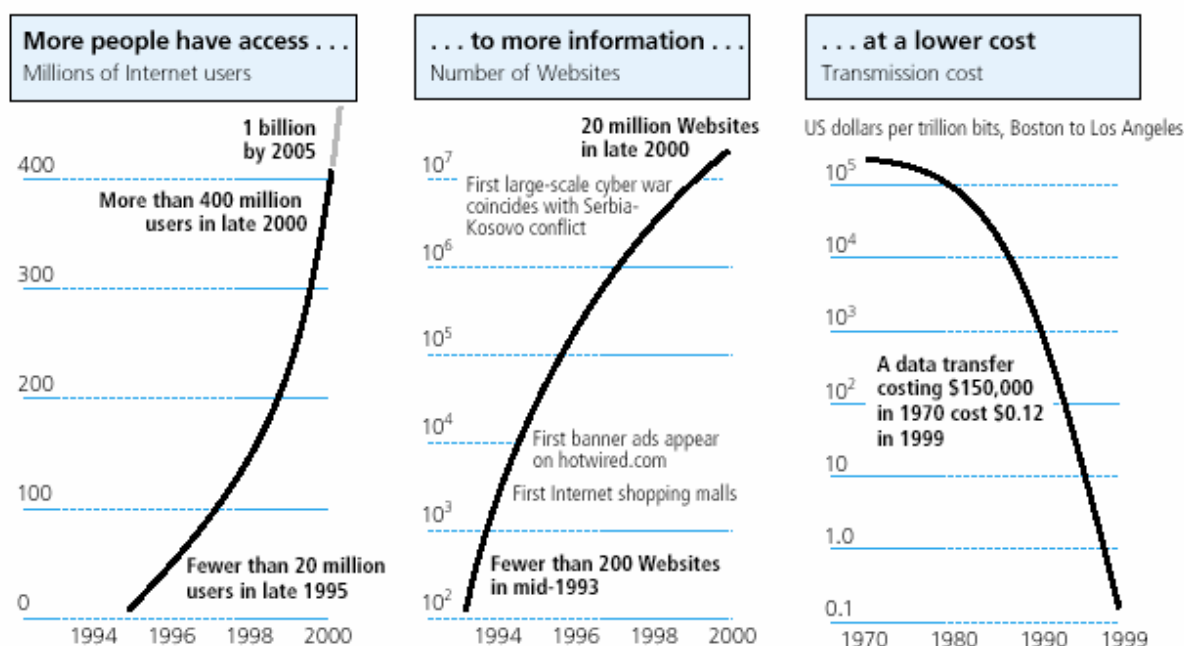 More people have access . . .
Millions of Internet users
1 billion
by 2005
400
More than 400 million
users in late 2000
300
200
100
Fewer than 20 million
users in late 1995
0
1994 1996 1998 2000
. . . to more information . . .
Number of Websites
20 million Websites
in late 2000
10⁷
First large-scale cyber war
coincides with Serbia-
Kosovo conflict
10⁶
10⁵
10⁴
First banner ads appear
on hotwired.com
First Internet shopping malls
10³
Fewer than 200 Websites
in mid-1993
10²
1994 1996 1998 2000
. . . at a lower cost
Transmission cost
US dollars per trillion bits, Boston to Los Angeles
10⁵
10⁴
10³
A data transfer
costing $150,000
in 1970 cost $0.12
in 1999
10²
10
1.0
0.1
1970 1980 1990 1999